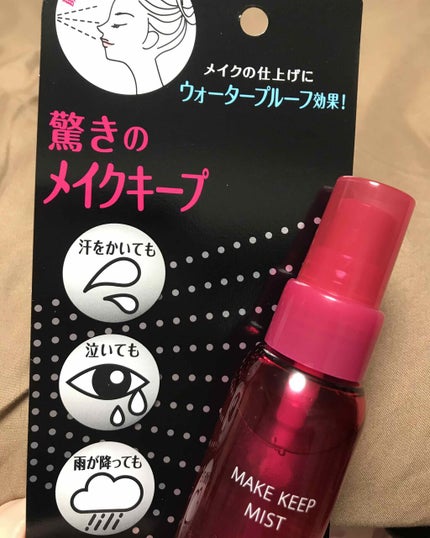 メイクの仕上げに
ウォータープルーフ効果!
驚きの
メイクキープ
汗をかいても
泣いても
雨が降っても
MAKE KEEP
MIST